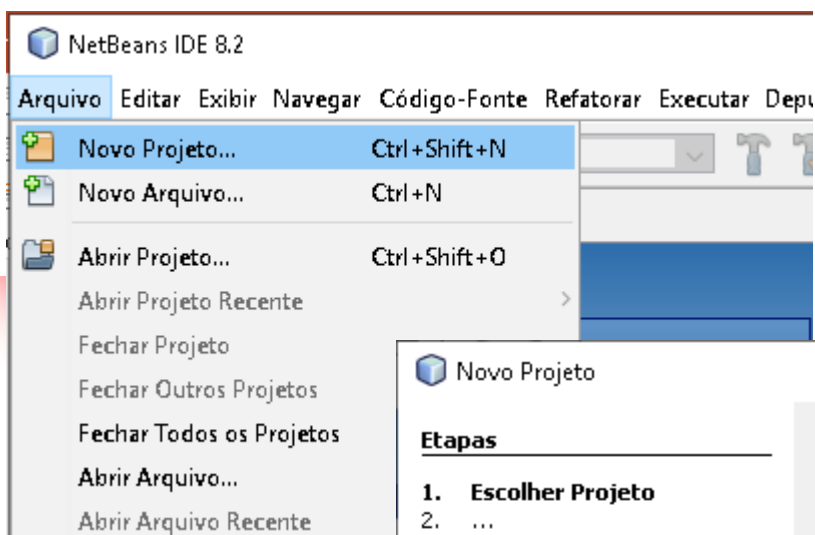 NetBeans IDE 8.2
Arquivo Editar Exibir Navegar Código-Fonte Refatorar Executar Depu
Novo Projeto... Ctrl+Shift+N
Novo Arquivo... Ctrl+N
Abrir Projeto... Ctrl+Shift+O
Abrir Projeto Recente
Fechar Projeto
Fechar Outros Projetos
Fechar Todos os Projetos
Abrir Arquivo...
Abrir Arquivo Recente
Novo Projeto
Etapas
1. Escolher Projeto
2. ...